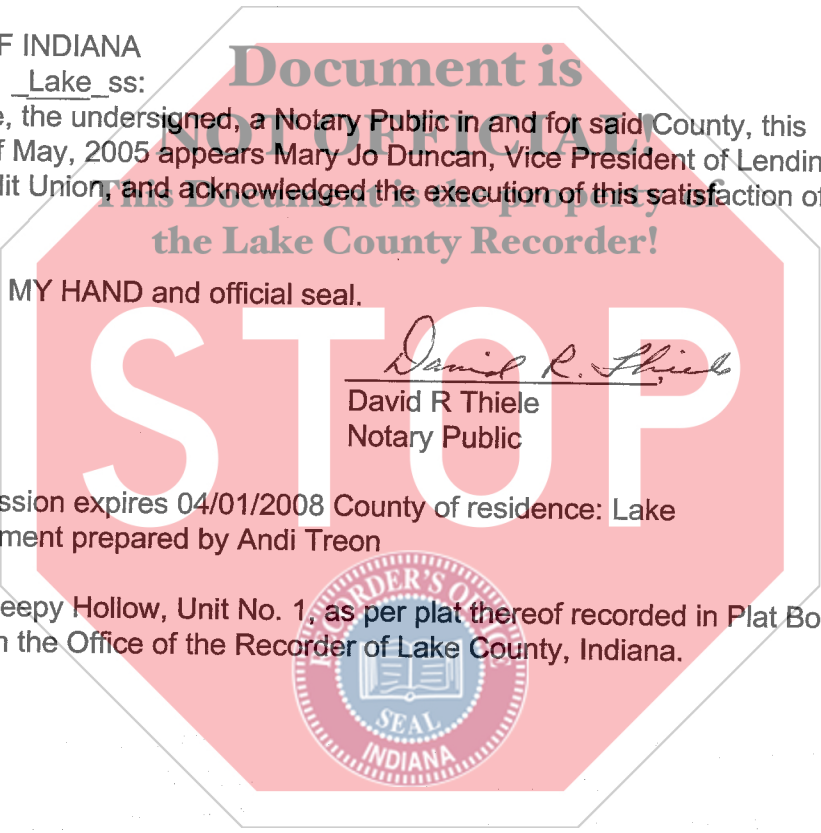 F INDIANA
Document is
_Lake_ss:
e, the undersigned, a Notary Public in and for said County, this
NOT OFFICIAL!
f May, 2005 appears Mary Jo Duncan, Vice President of Lendin
dit Union, and acknowledged the execution of this satisfaction of
This Document is the property of
the Lake County Recorder!
MY HAND and official seal.
STOP
David R. Thiele
David R Thiele
Notary Public
ssion expires 04/01/2008 County of residence: Lake
ment prepared by Andi Treon
eepy Hollow, Unit No. 1, as per plat thereof recorded in Plat Bo
n the Office of the Recorder of Lake County, Indiana.
RECORDER'S OFFICE
SEAL
INDIANA